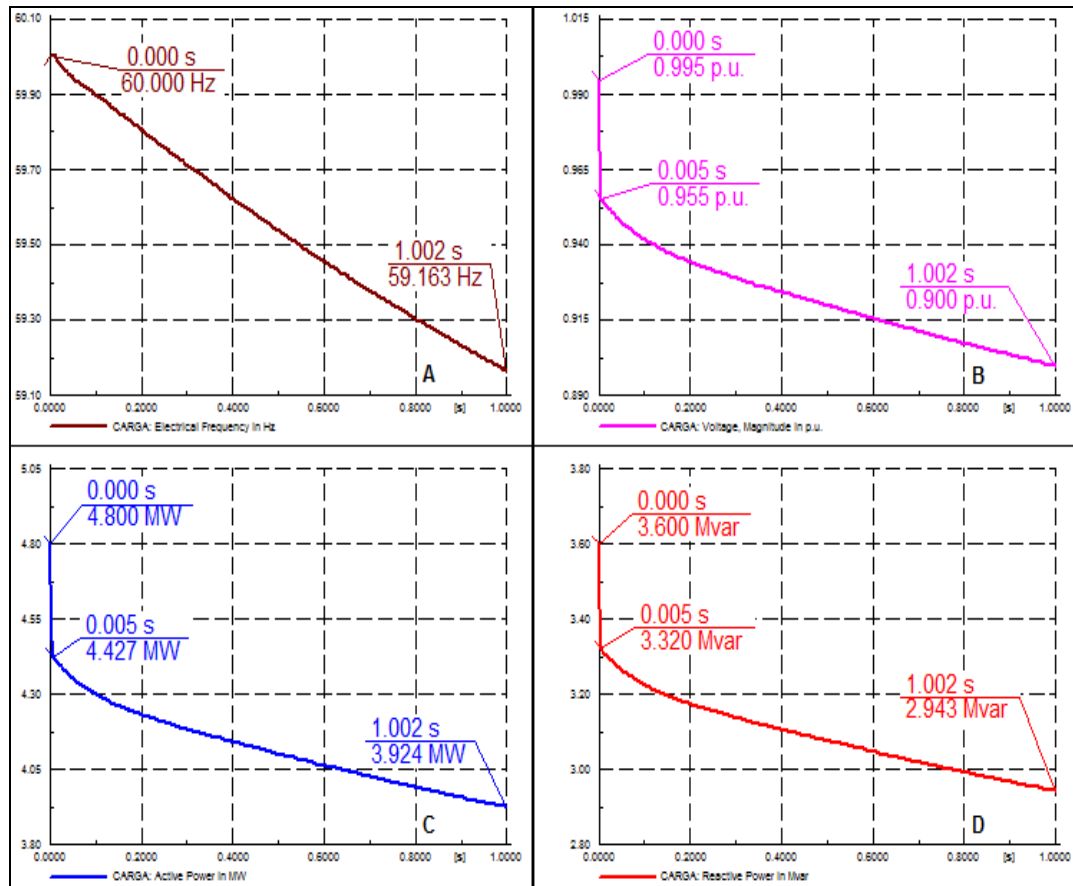 60.10
59.90
59.70
59.50
59.30
59.10
0.000 s
60.000 Hz
1.002 s
59.163 Hz
A
0.0000 0.2000 0.4000 0.6000 0.8000 [s] 1.0000
CARGA: Electrical Frequency in Hz
1.015
0.990
0.965
0.940
0.915
0.890
0.000 s
0.995 p.u.
0.005 s
0.955 p.u.
1.002 s
0.900 p.u.
B
0.0000 0.2000 0.4000 0.6000 0.8000 [s] 1.0000
CARGA: Voltage, Magnitude in p.u.
5.05
4.80
4.55
4.30
4.05
3.80
0.000 s
4.800 MW
0.005 s
4.427 MW
1.002 s
3.924 MW
C
0.0000 0.2000 0.4000 0.6000 0.8000 [s] 1.0000
CARGA: Active Power in MW
3.80
3.60
3.40
3.20
3.00
2.80
0.000 s
3.600 Mvar
0.005 s
3.320 Mvar
1.002 s
2.943 Mvar
D
0.0000 0.2000 0.4000 0.6000 0.8000 [s] 1.0000
CARGA: Reactive Power in Mvar